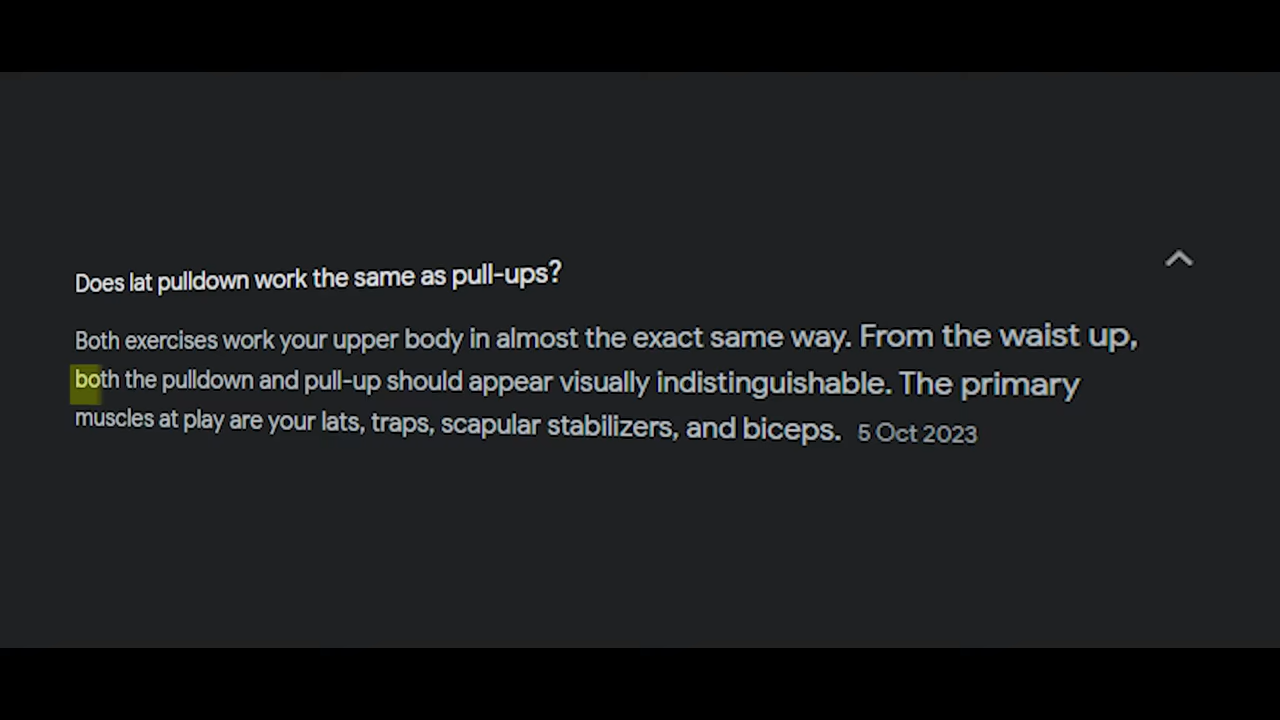 Does lat pulldown work the same as pull-ups?
Both exercises work your upper body in almost the exact same way. From the waist up,
both the pulldown and pull-up should appear visually indistinguishable. The primary
muscles at play are your lats, traps, scapular stabilizers, and biceps. 5 Oct 2023